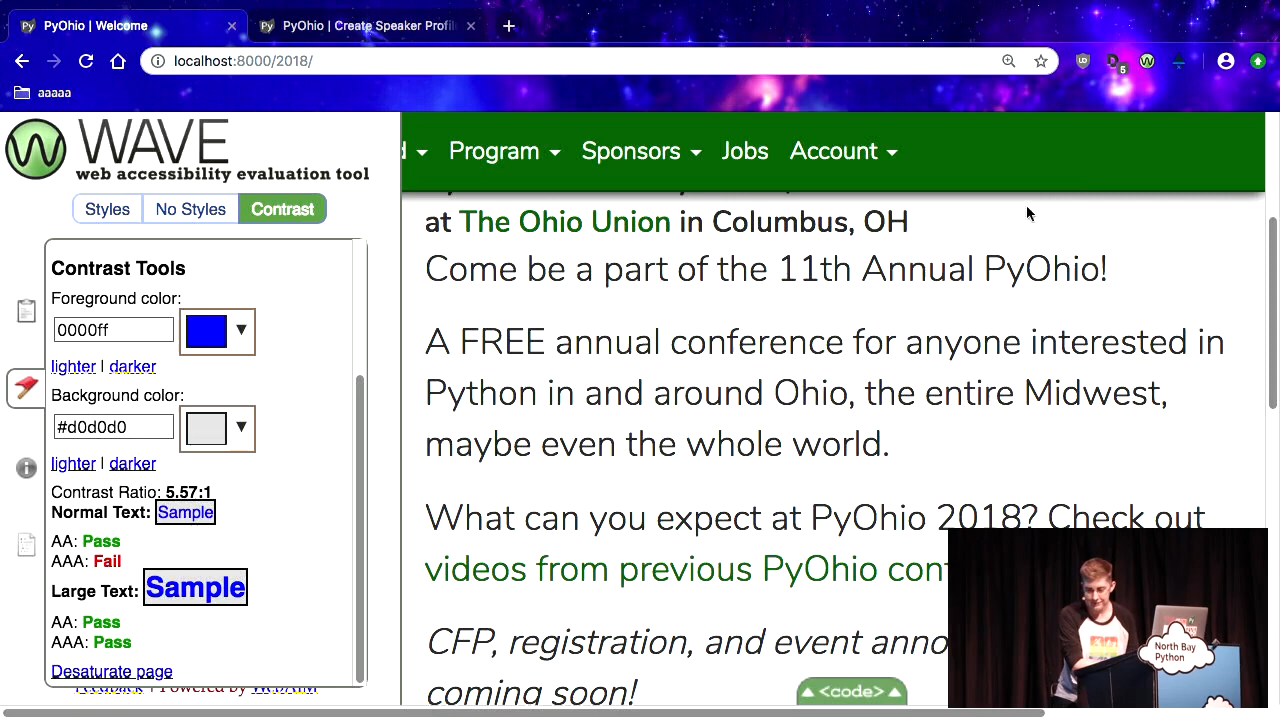 PyOhio | Welcome
PyOhio | Create Speaker Profil
localhost:8000/2018/
5
aaaaa
WAVE
web accessibility evaluation tool
Styles
No Styles
Contrast
Contrast Tools
Foreground color:
0000ff
lighter | darker
Background color:
#d0d0d0
lighter | darker
Contrast Ratio: 5.57:1
Normal Text: Sample
AA: Pass
AAA: Fail
Large Text: Sample
AA: Pass
AAA: Pass
Desaturate page
Feedback | Powered by WebAIM
d Program Sponsors Jobs Account
at The Ohio Union in Columbus, OH
Come be a part of the 11th Annual PyOhio!
A FREE annual conference for anyone interested in
Python in and around Ohio, the entire Midwest,
maybe even the whole world.
What can you expect at PyOhio 2018? Check out
videos from previous PyOhio conf
CFP, registration, and event anno
coming soon!
<code>
North Bay
Python